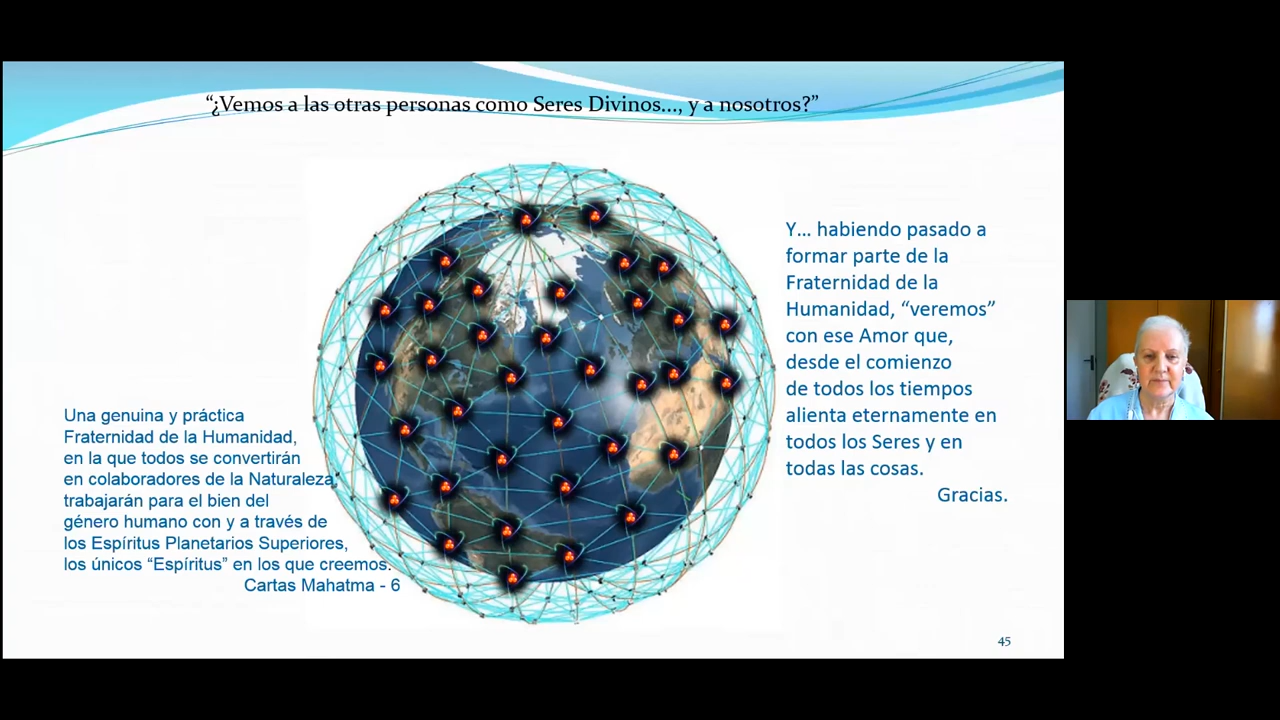 “¿Vemos a las otras personas como Seres Divinos..., y a nosotros?”
Una genuina y práctica
Fraternidad de la Humanidad,
en la que todos se convertirán
en colaboradores de la Naturaleza,
trabajarán para el bien del
género humano con y a través de
los Espíritus Planetarios Superiores,
los únicos “Espíritus” en los que creemos.
Cartas Mahatma - 6
Y... habiendo pasado a
formar parte de la
Fraternidad de la
Humanidad, “veremos”
con ese Amor que,
desde el comienzo
de todos los tiempos
alienta eternamente en
todos los Seres y en
todas las cosas.
Gracias.
45